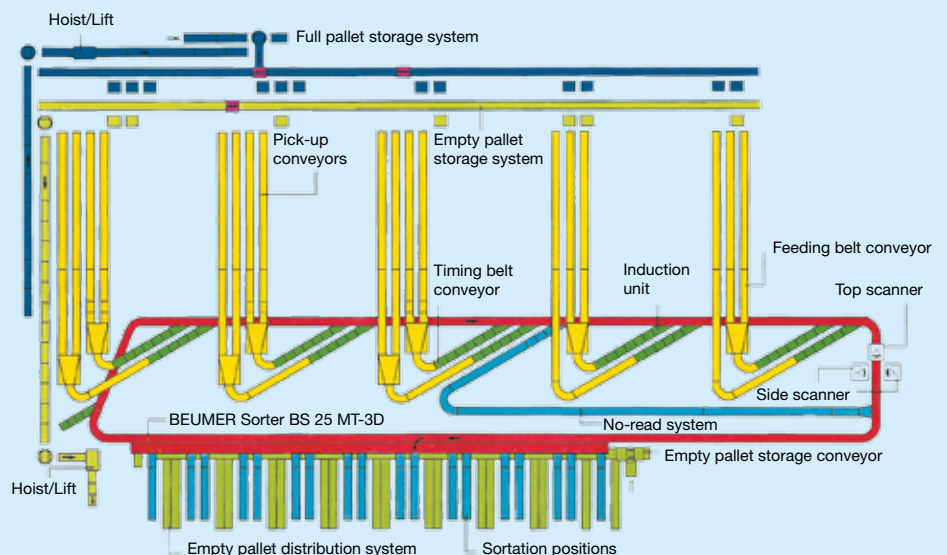 Hoist/Lift
Full pallet storage system
Pick-up
conveyors
Empty pallet
storage system
Feeding belt conveyor
Timing belt
conveyor
Induction
unit
Top scanner
Side scanner
BEUMER Sorter BS 25 MT-3D
No-read system
Empty pallet storage conveyor
Hoist/Lift
Empty pallet distribution system
Sortation positions